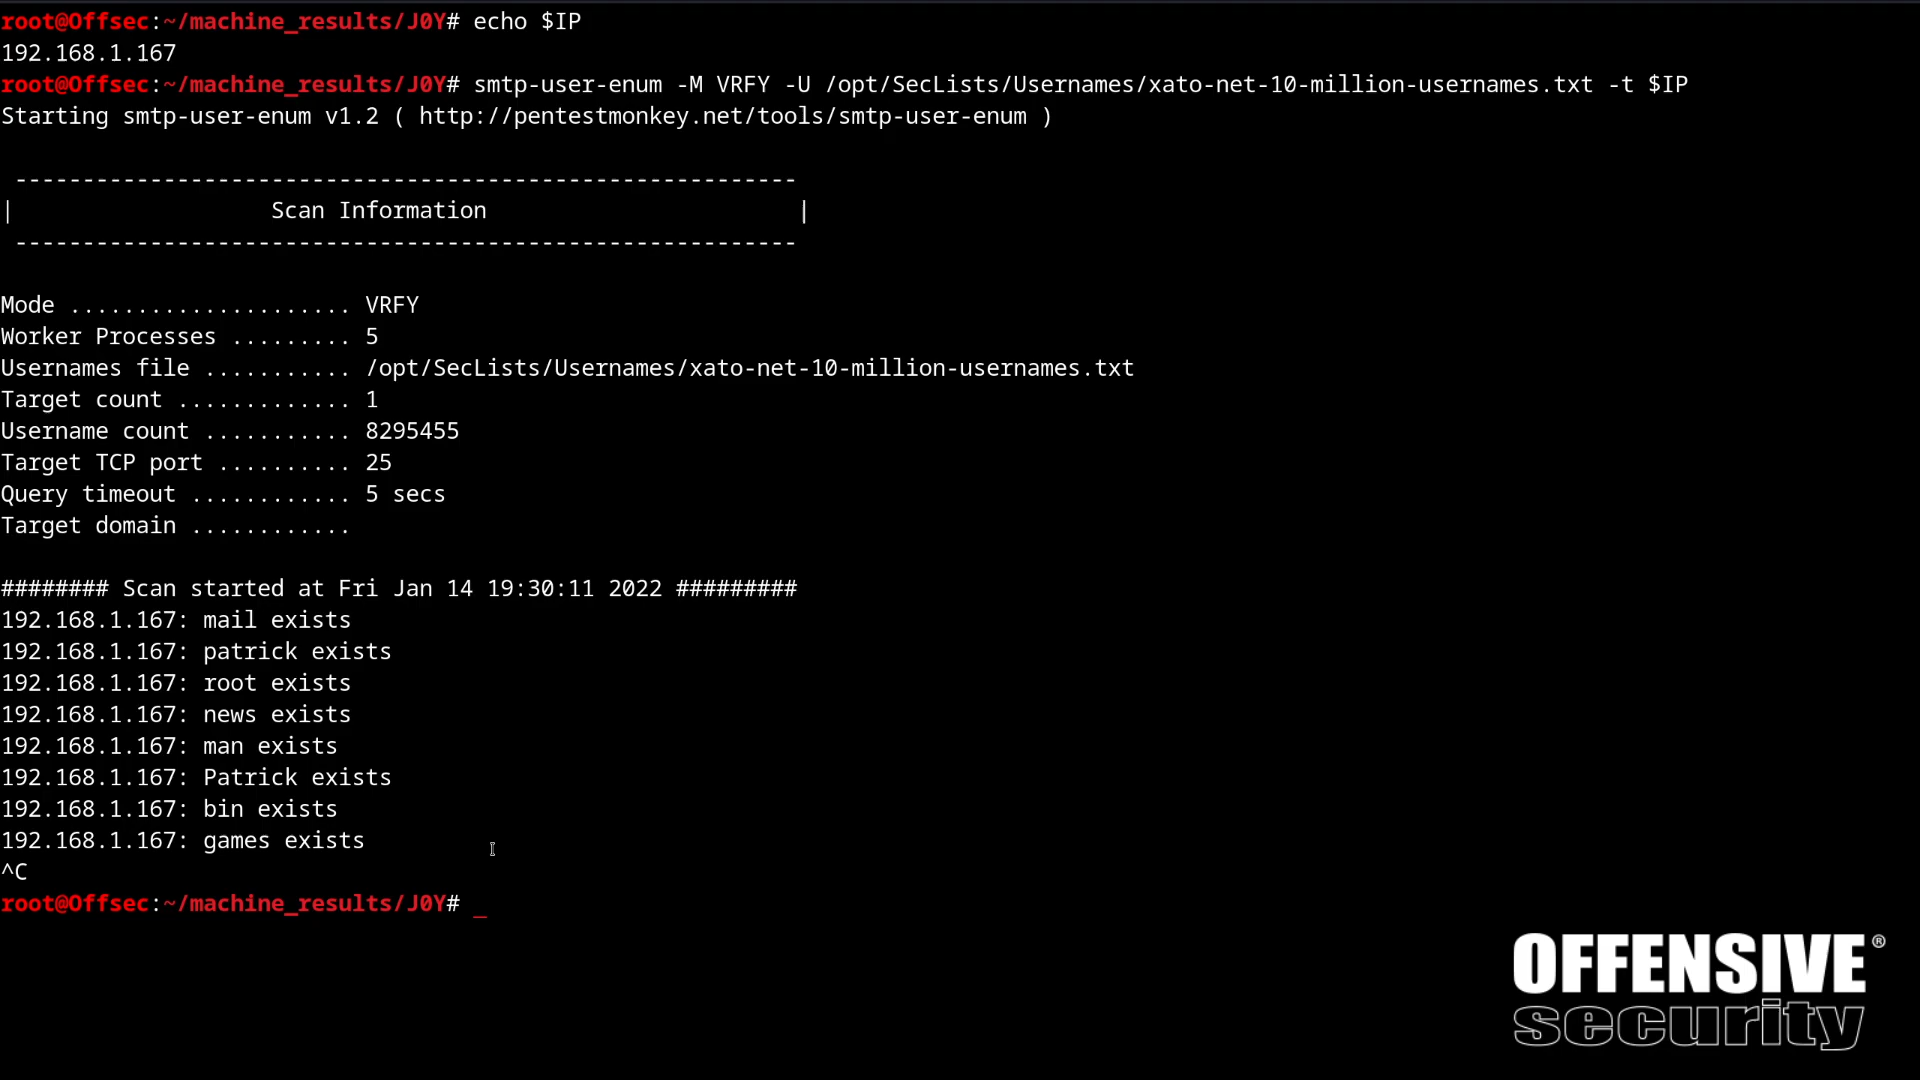 root@Offsec:~/machine_results/J0Y# echo $IP
192.168.1.167
root@Offsec:~/machine_results/J0Y# smtp-user-enum -M VRFY -U /opt/SecLists/Usernames/xato-net-10-million-usernames.txt -t $IP
Starting smtp-user-enum v1.2 ( http://pentestmonkey.net/tools/smtp-user-enum )
 ----------------------------------------------------------
|                   Scan Information                       |
 ----------------------------------------------------------
Mode ..................... VRFY
Worker Processes ......... 5
Usernames file ........... /opt/SecLists/Usernames/xato-net-10-million-usernames.txt
Target count ............. 1
Username count ........... 8295455
Target TCP port .......... 25
Query timeout ............ 5 secs
Target domain ............
######## Scan started at Fri Jan 14 19:30:11 2022 #########
192.168.1.167: mail exists
192.168.1.167: patrick exists
192.168.1.167: root exists
192.168.1.167: news exists
192.168.1.167: man exists
192.168.1.167: Patrick exists
192.168.1.167: bin exists
192.168.1.167: games exists
^C
root@Offsec:~/machine_results/J0Y# _
OFFENSIVE®
security